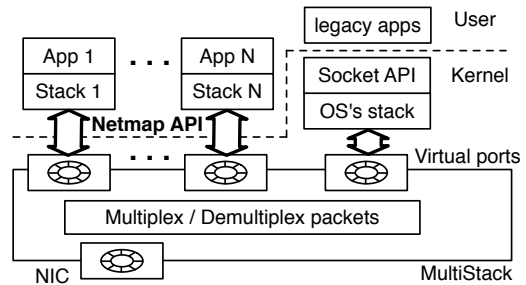 legacy apps
User
App 1
. . .
App N
Socket API
Kernel
Stack 1
Stack N
OS's stack
Netmap API
. . .
Virtual ports
Multiplex / Demultiplex packets
NIC
MultiStack